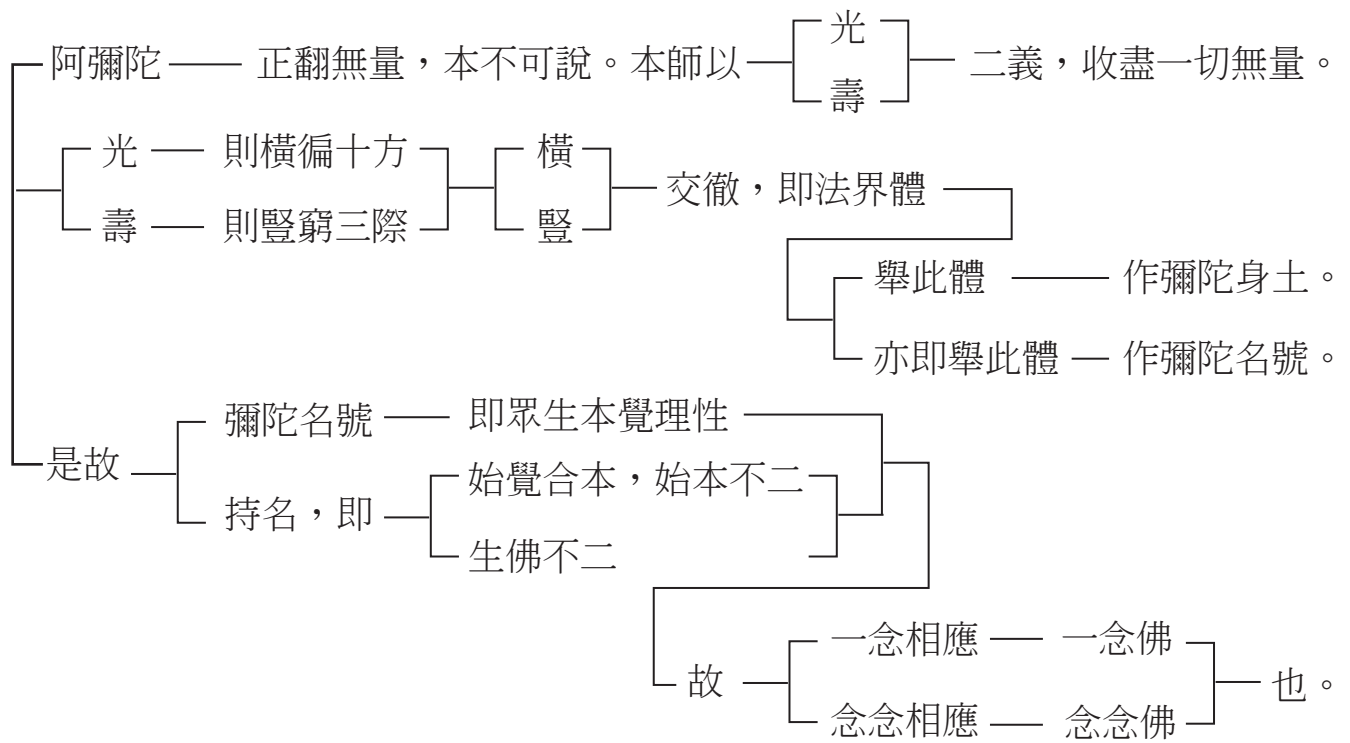 光
阿彌陀 正翻無量，本不可說。本師以 二義，收盡一切無量。
壽
光 則橫徧十方 橫
交徹，即法界體
壽 則豎窮三際 豎
舉此體 作彌陀身土。
亦即舉此體 作彌陀名號。
彌陀名號 即眾生本覺理性
是故
始覺合本，始本不二
持名，即
生佛不二
一念相應 一念佛
故 也。
念念相應 念念佛